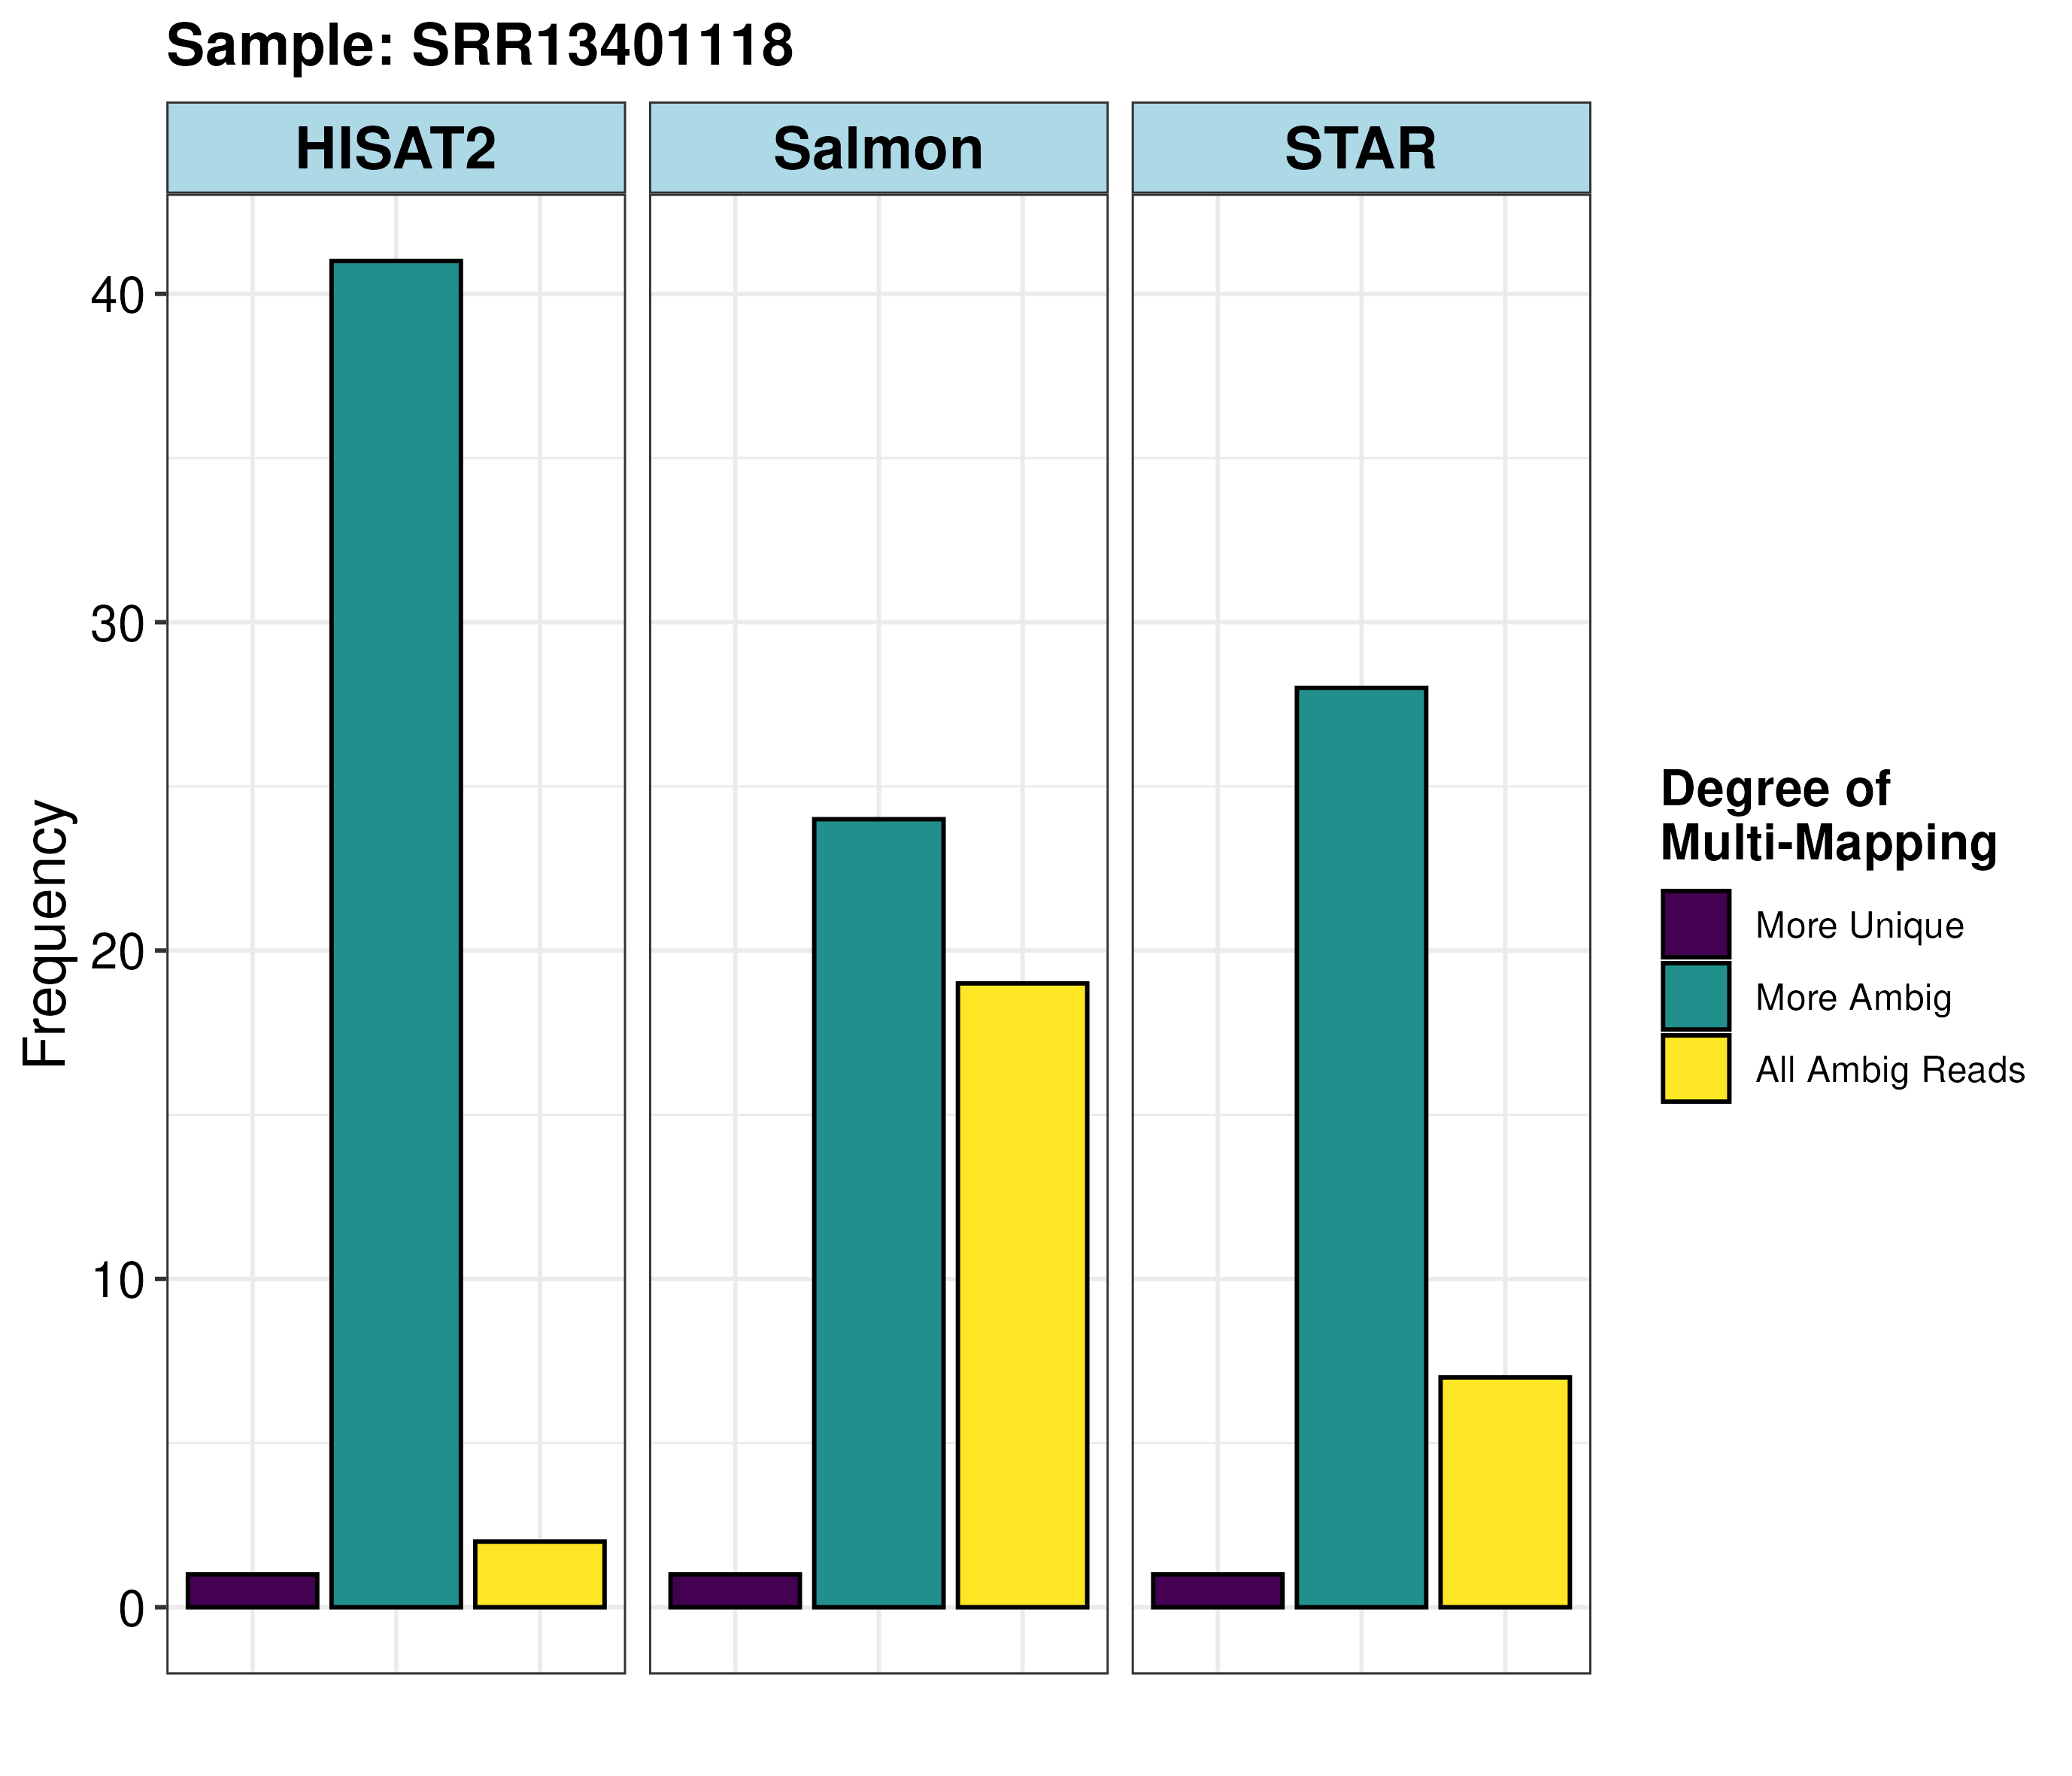 Sample: SRR13401118
HISAT2
Salmon
STAR
40
30
20
10
0
Frequency
Degree of
Multi-Mapping
More Unique
More Ambig
All Ambig Reads